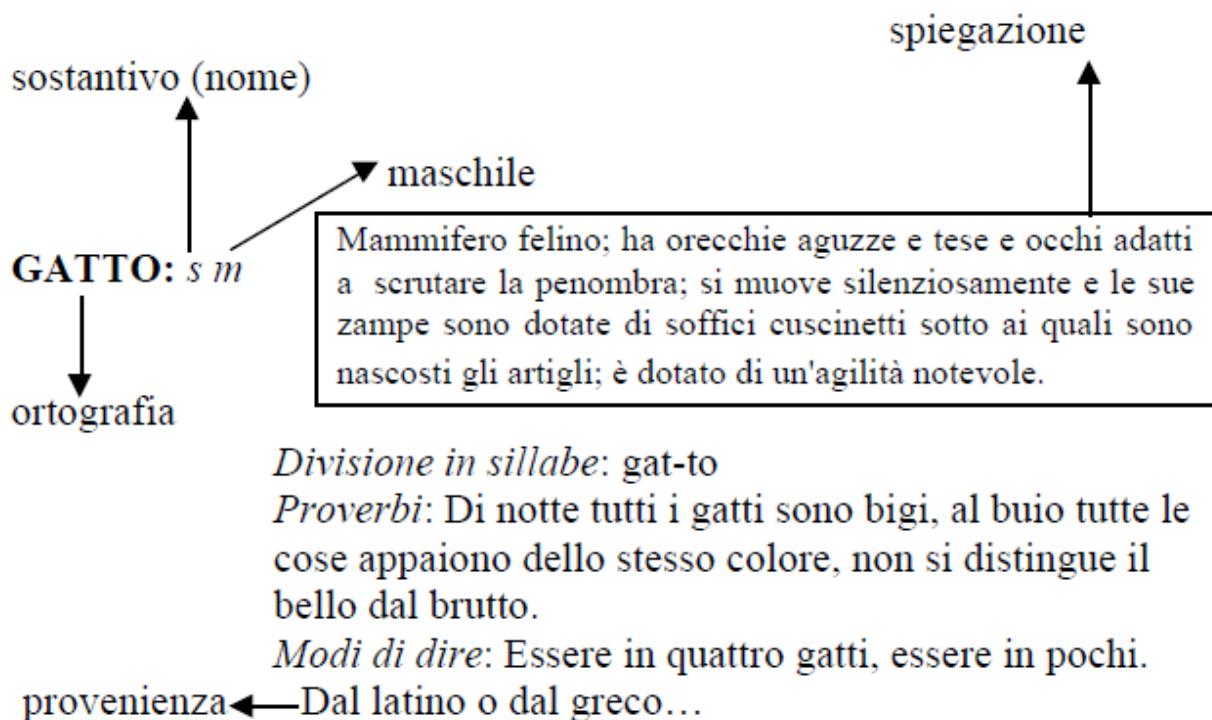 spiegazione
sostantivo (nome)
maschile
GATTO: s m
Mammifero felino; ha orecchie aguzze e tese e occhi adatti
a scrutare la penombra; si muove silenziosamente e le sue
zampe sono dotate di soffici cuscinetti sotto ai quali sono
nascosti gli artigli; è dotato di un'agilità notevole.
ortografia
Divisione in sillabe: gat-to
Proverbi: Di notte tutti i gatti sono bigi, al buio tutte le
cose appaiono dello stesso colore, non si distingue il
bello dal brutto.
Modi di dire: Essere in quattro gatti, essere in pochi.
provenienza Dal latino o dal greco…